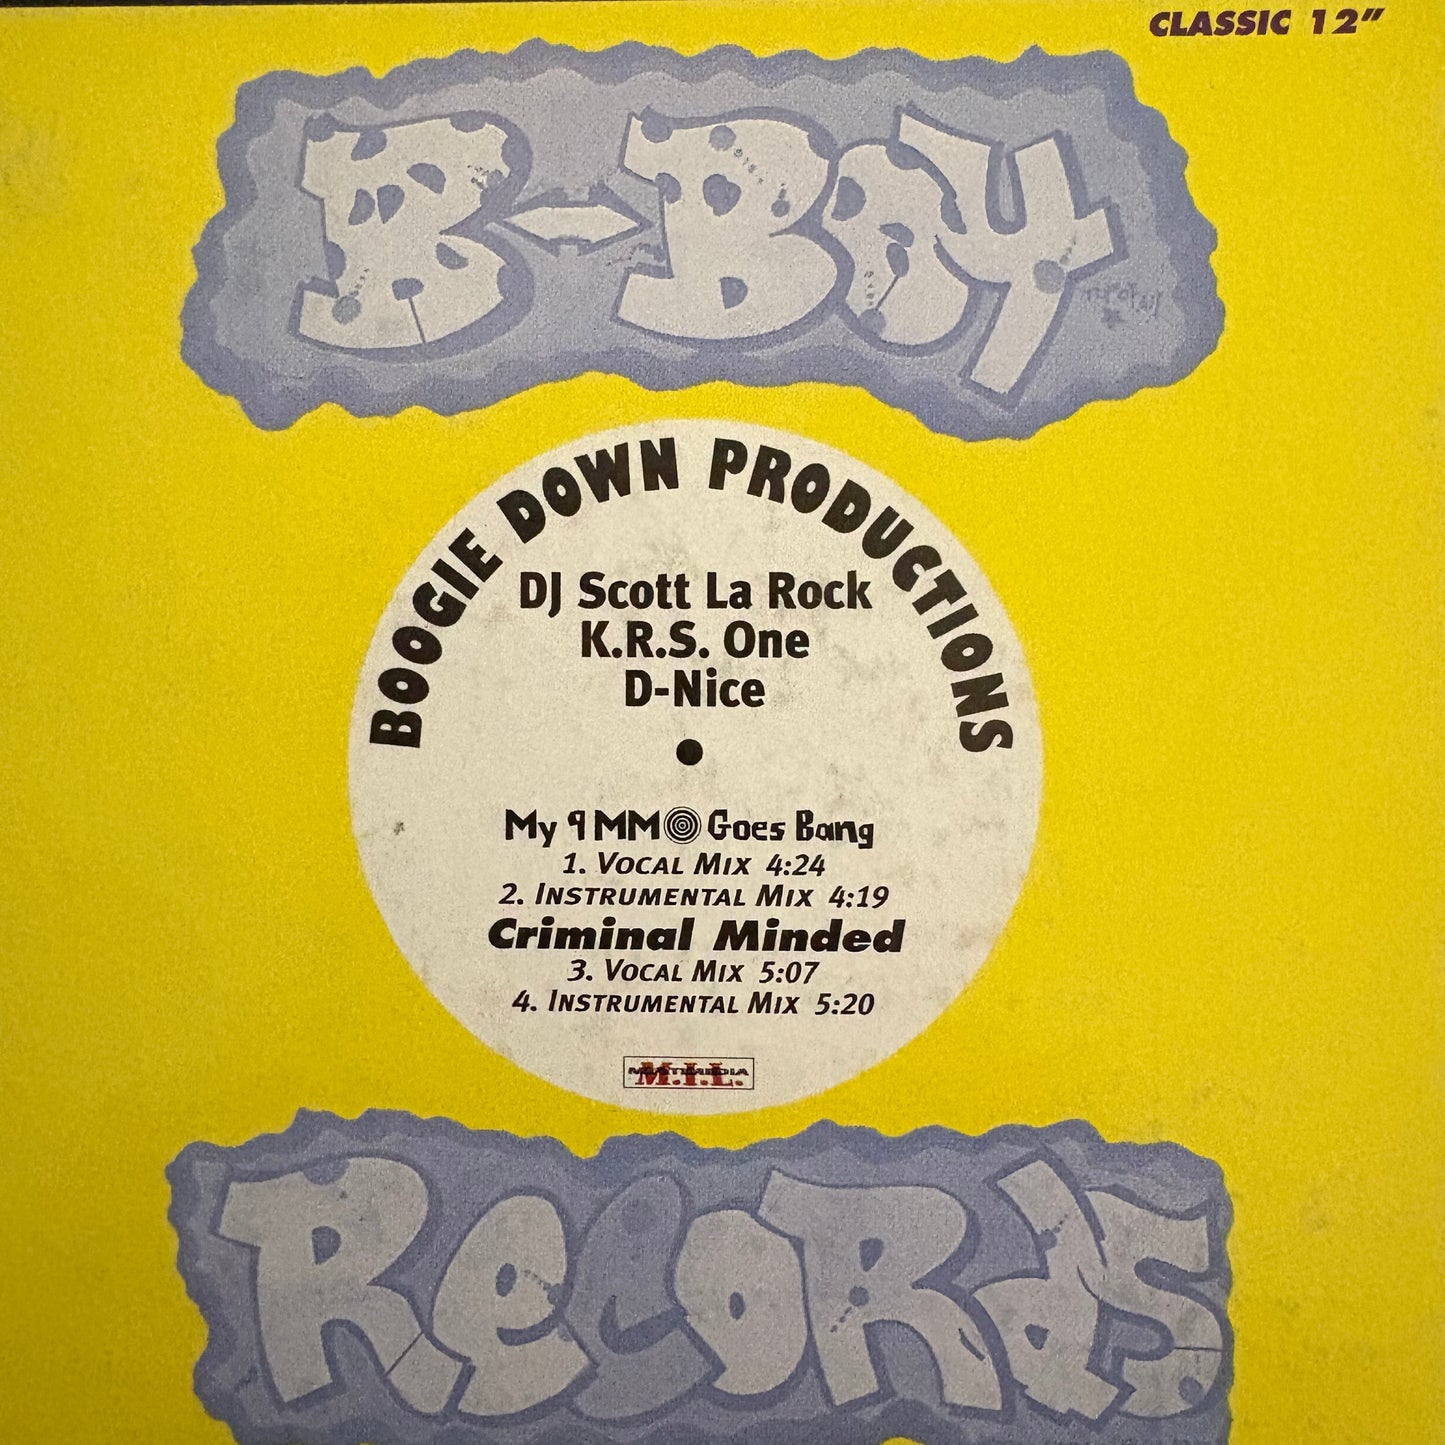 CLASSIC 12"
B-Boy
BOOGIE DOWN PRODUCTIONS
DJ Scott La Rock
K.R.S. One
D-Nice
My 9MM Goes Bang
1. VOCAL MIX 4:24
2. INSTRUMENTAL MIX 4:19
Criminal Minded
3. VOCAL MIX 5:07
4. INSTRUMENTAL MIX 5:20
M.I.L.
RecoRds